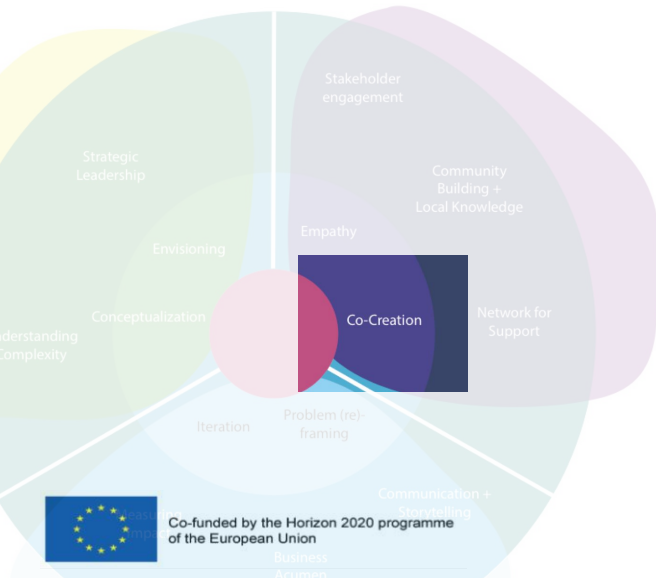 Stakeholder
engagement
Strategic
Leadership
Community
Building +
Local Knowledge
Empathy
Envisioning
Conceptualization
Co-Creation
Network for
Support
Complexity
Iteration
Problem (re)-
framing
Communication +
Storytelling
Co-funded by the Horizon 2020 programme
of the European Union
Business
Acumen